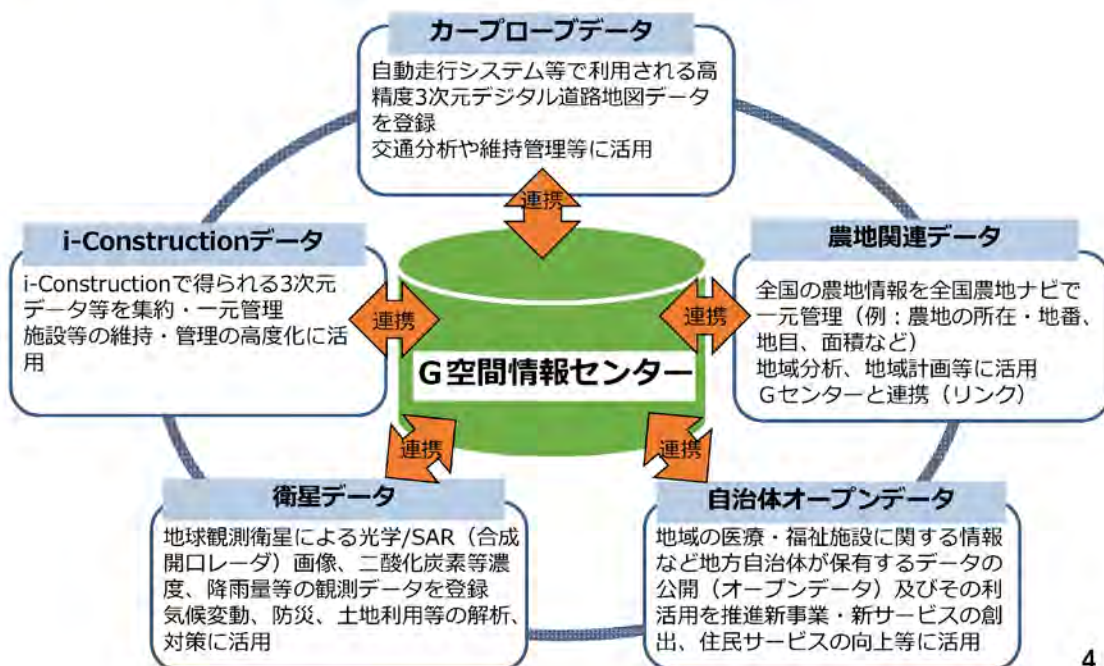 カープローブデータ
自動走行システム等で利用される高
精度3次元デジタル道路地図データ
を登録
交通分析や維持管理等に活用
連携
i-Constructionデータ
i-Constructionで得られる3次元
データ等を集約・一元管理
施設等の維持・管理の高度化に活
用
連携
G空間情報センター
連携
農地関連データ
全国の農地情報を全国農地ナビで
一元管理（例：農地の所在・地番、
地目、面積など）
地域分析、地域計画等に活用
Ｇセンターと連携（リンク）
連携
連携
衛星データ
地球観測衛星による光学/SAR（合成
開口レーダ）画像、二酸化炭素等濃
度、降雨量等の観測データを登録
気候変動、防災、土地利用等の解析、
対策に活用
自治体オープンデータ
地域の医療・福祉施設に関する情報
など地方自治体が保有するデータの
公開（オープンデータ）及びその利
活用を推進新事業・新サービスの創
出、住民サービスの向上等に活用
4